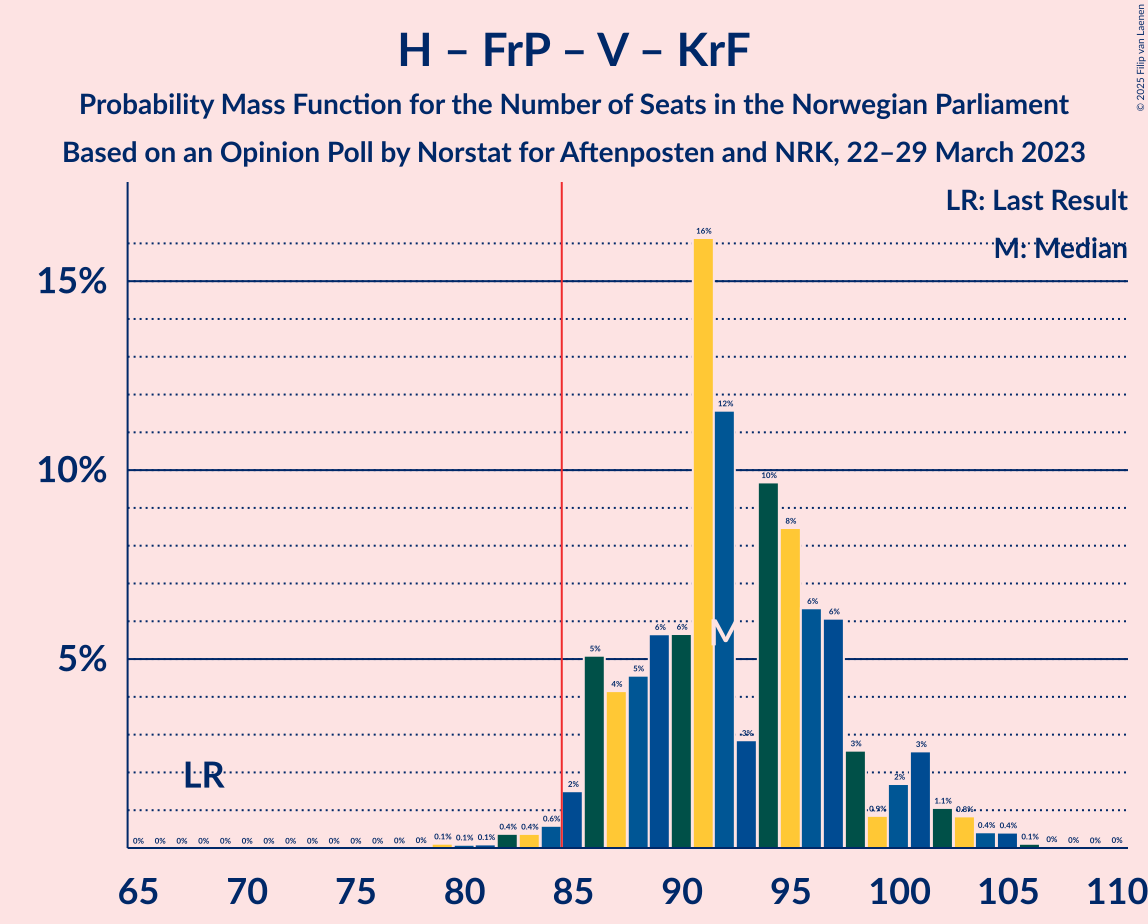 H – FrP – V – KrF
Probability Mass Function for the Number of Seats in the Norwegian Parliament
Based on an Opinion Poll by Norstat for Aftenposten and NRK, 22–29 March 2023
© 2025 Filip van Laenen
LR: Last Result
M: Median
15%
10%
5%
LR
M
0% 0% 0% 0% 0% 0% 0% 0% 0% 0% 0% 0% 0% 0% 0.1% 0.1% 0.1% 0.4% 0.4% 0.6% 2% 5% 4% 5% 6% 6% 16% 12% 3% 10% 8% 6% 6% 3% 0.9% 2% 3% 1.1% 0.8% 0.4% 0.4% 0.1% 0% 0% 0% 0%
65 70 75 80 85 90 95 100 105 110